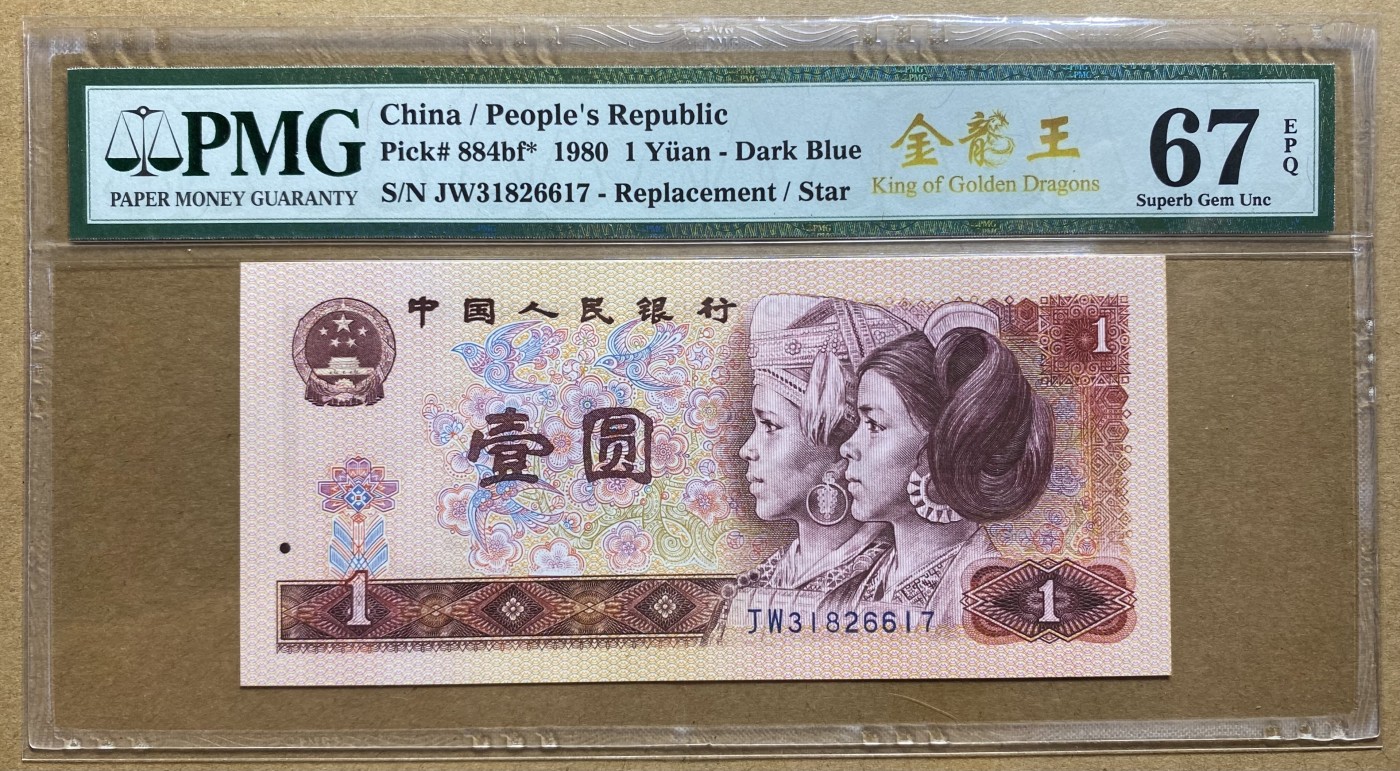 PMG
PAPER MONEY GUARANTY
China / People's Republic
Pick# 884bf* 1980 1 Yüan - Dark Blue
S/N JW31826617 - Replacement / Star
金龍王
King of Golden Dragons
67
EPQ
Superb Gem Unc
中国人民银行
1
壹圆
1
JW31826617
1